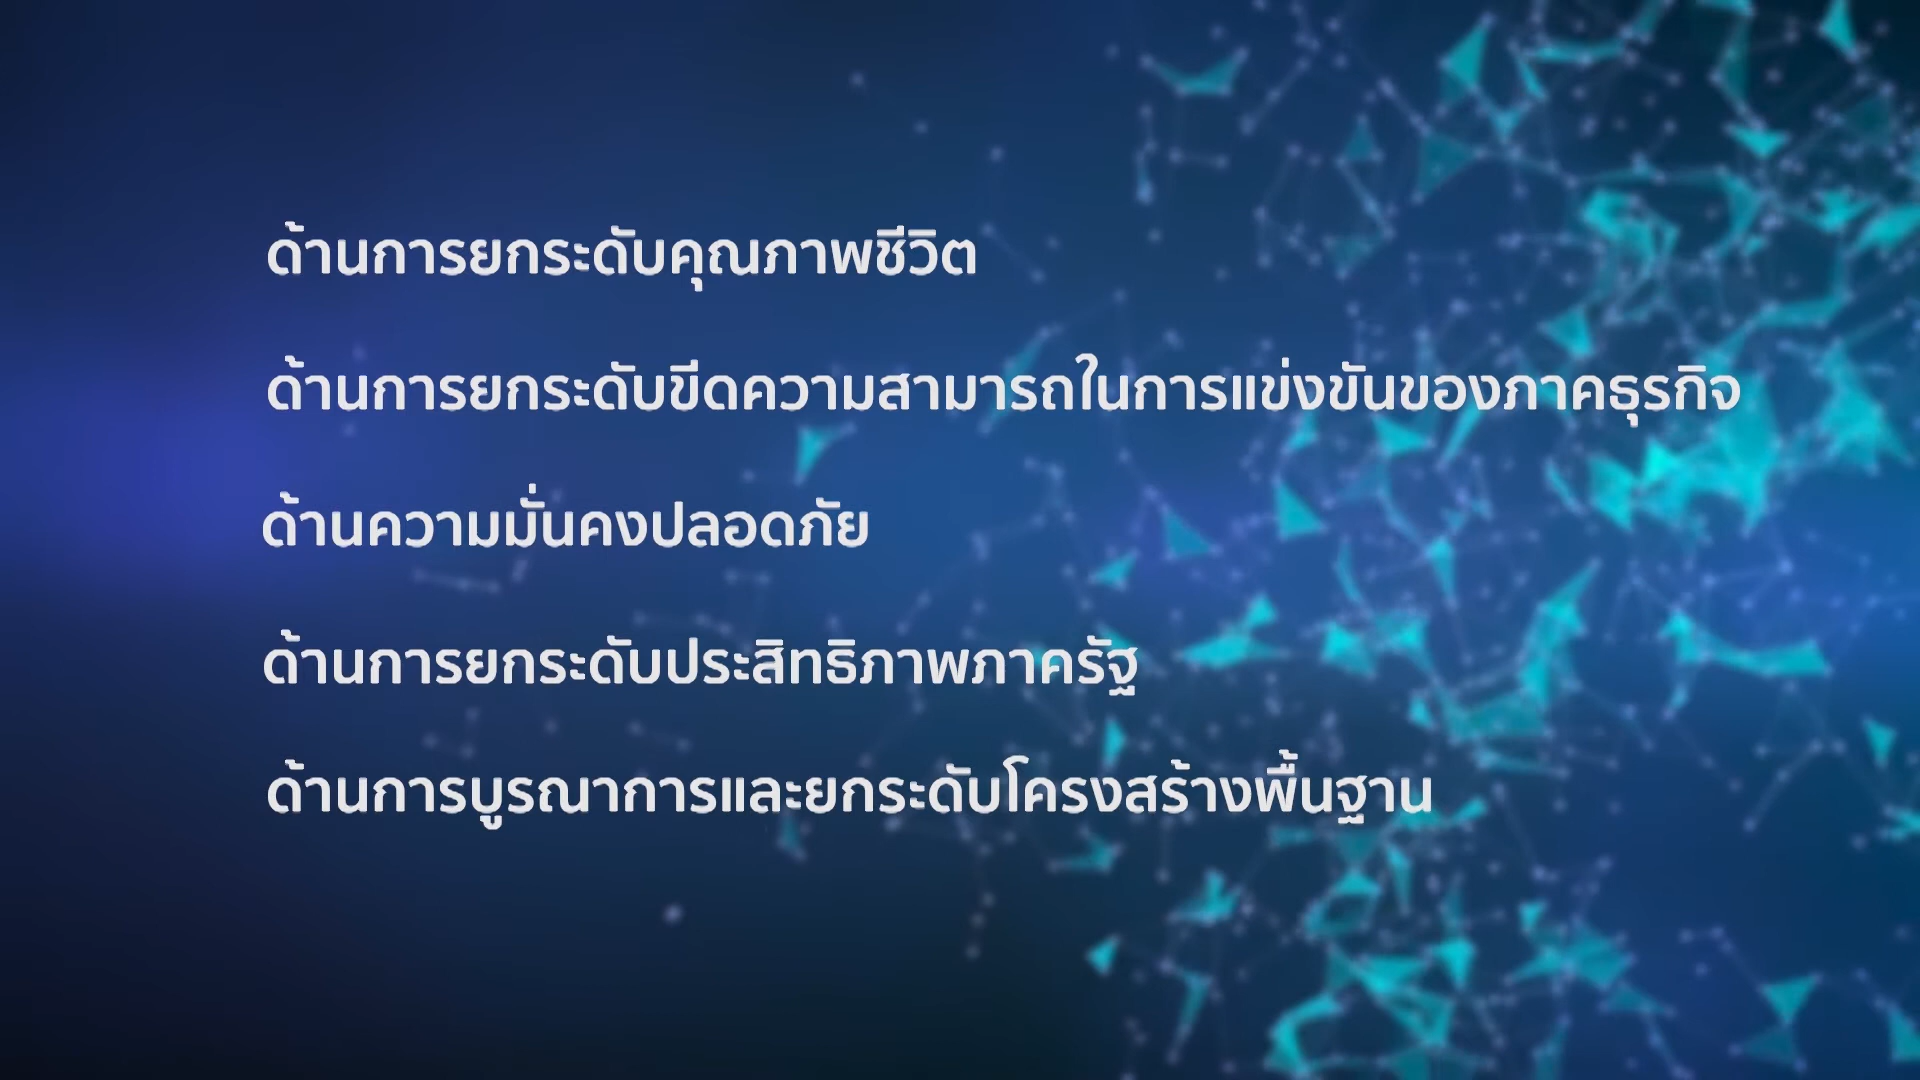 ด้านการยกระดับคุณภาพชีวิต
ด้านการยกระดับขีดความสามารถในการแข่งขันของภาคธุรกิจ
ด้านความมั่นคงปลอดภัย
ด้านการยกระดับประสิทธิภาพภาครัฐ
ด้านการบูรณาการและยกระดับโครงสร้างพื้นฐาน